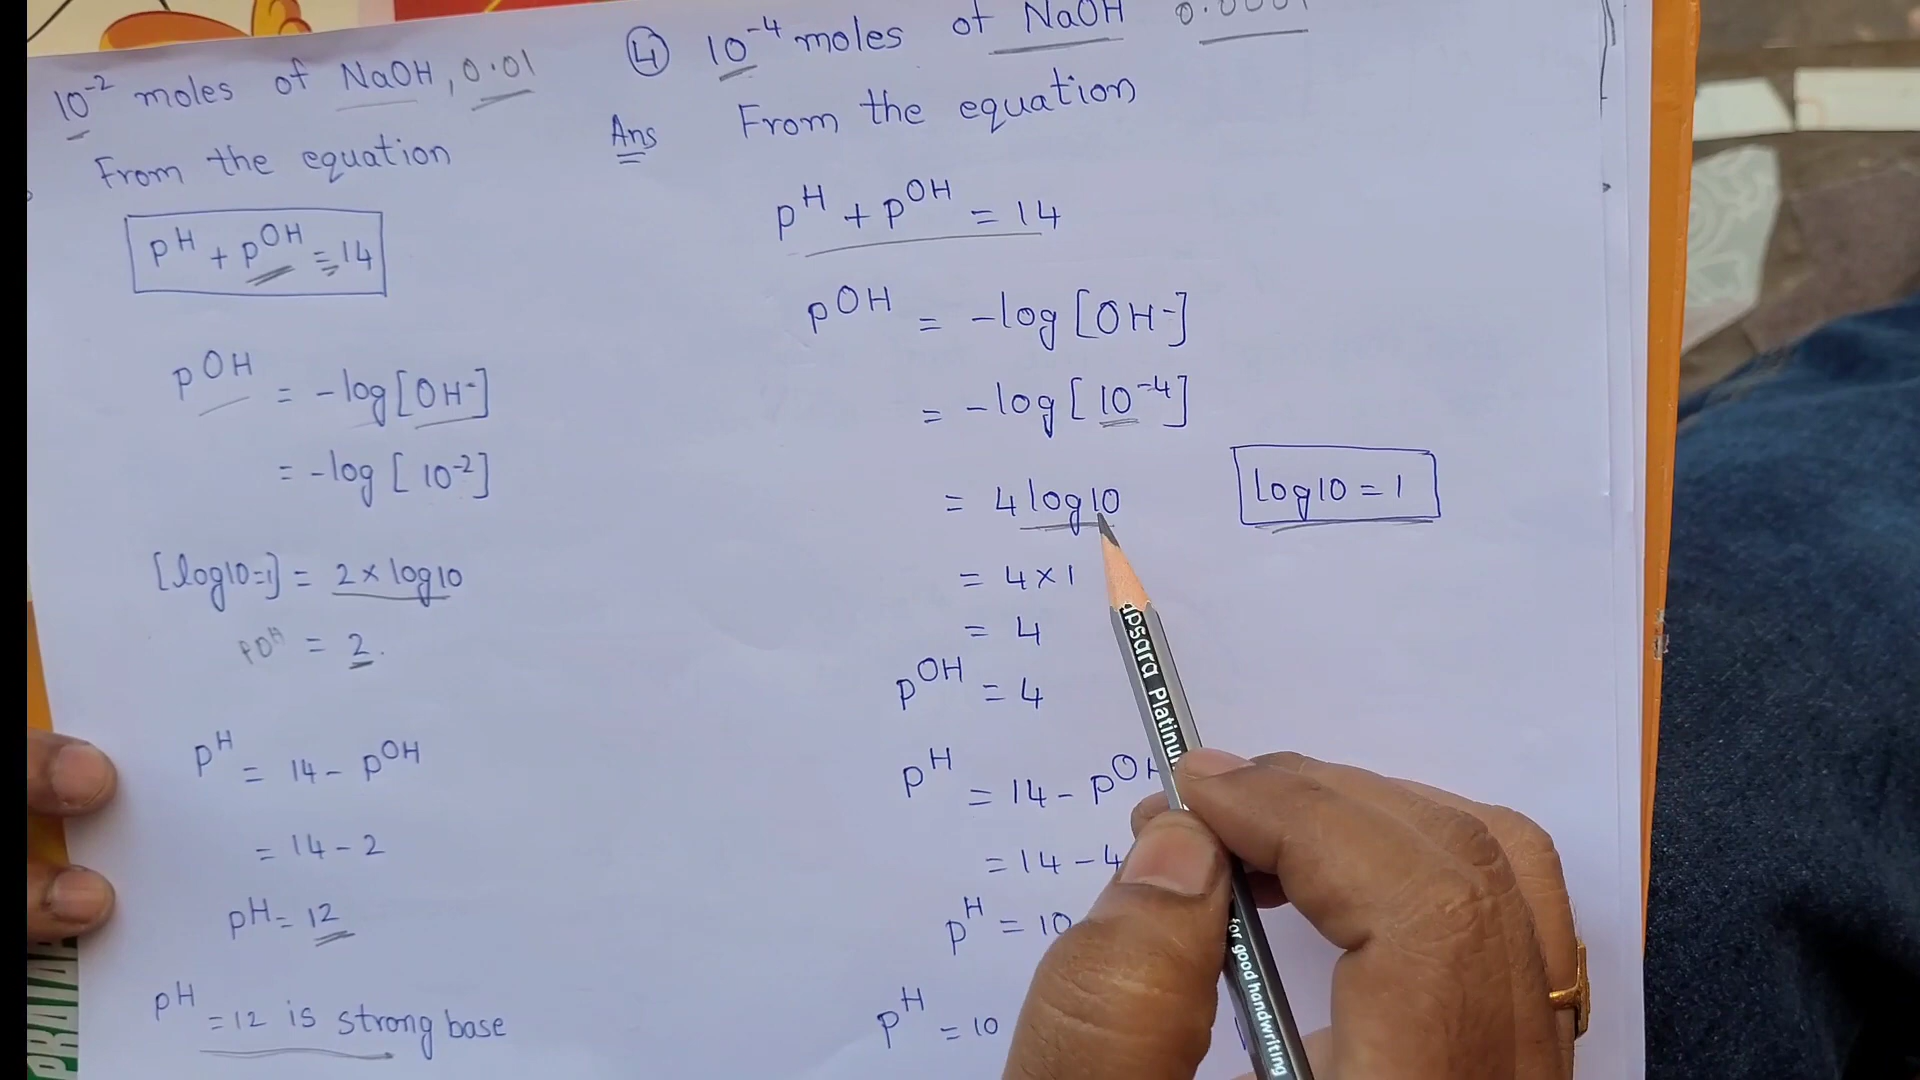 10⁻² moles of NaOH, 0.01
From the equation
pH + pOH = 14
pOH = -log[OH-]
= -log[10⁻²]
[log10=1] = 2×log10
pOH = 2.
pH = 14 - pOH
= 14 - 2
pH = 12
pH = 12 is strong base
④ 10⁻⁴ moles of NaOH
Ans From the equation
pH + pOH = 14
pOH = -log[OH-]
= -log[10⁻⁴]
= 4 log10
log10 = 1
= 4×1
= 4
pOH = 4
pH = 14 - pOH
= 14 - 4
pH = 10
pH = 10
Apsara Platinum
for good handwriting